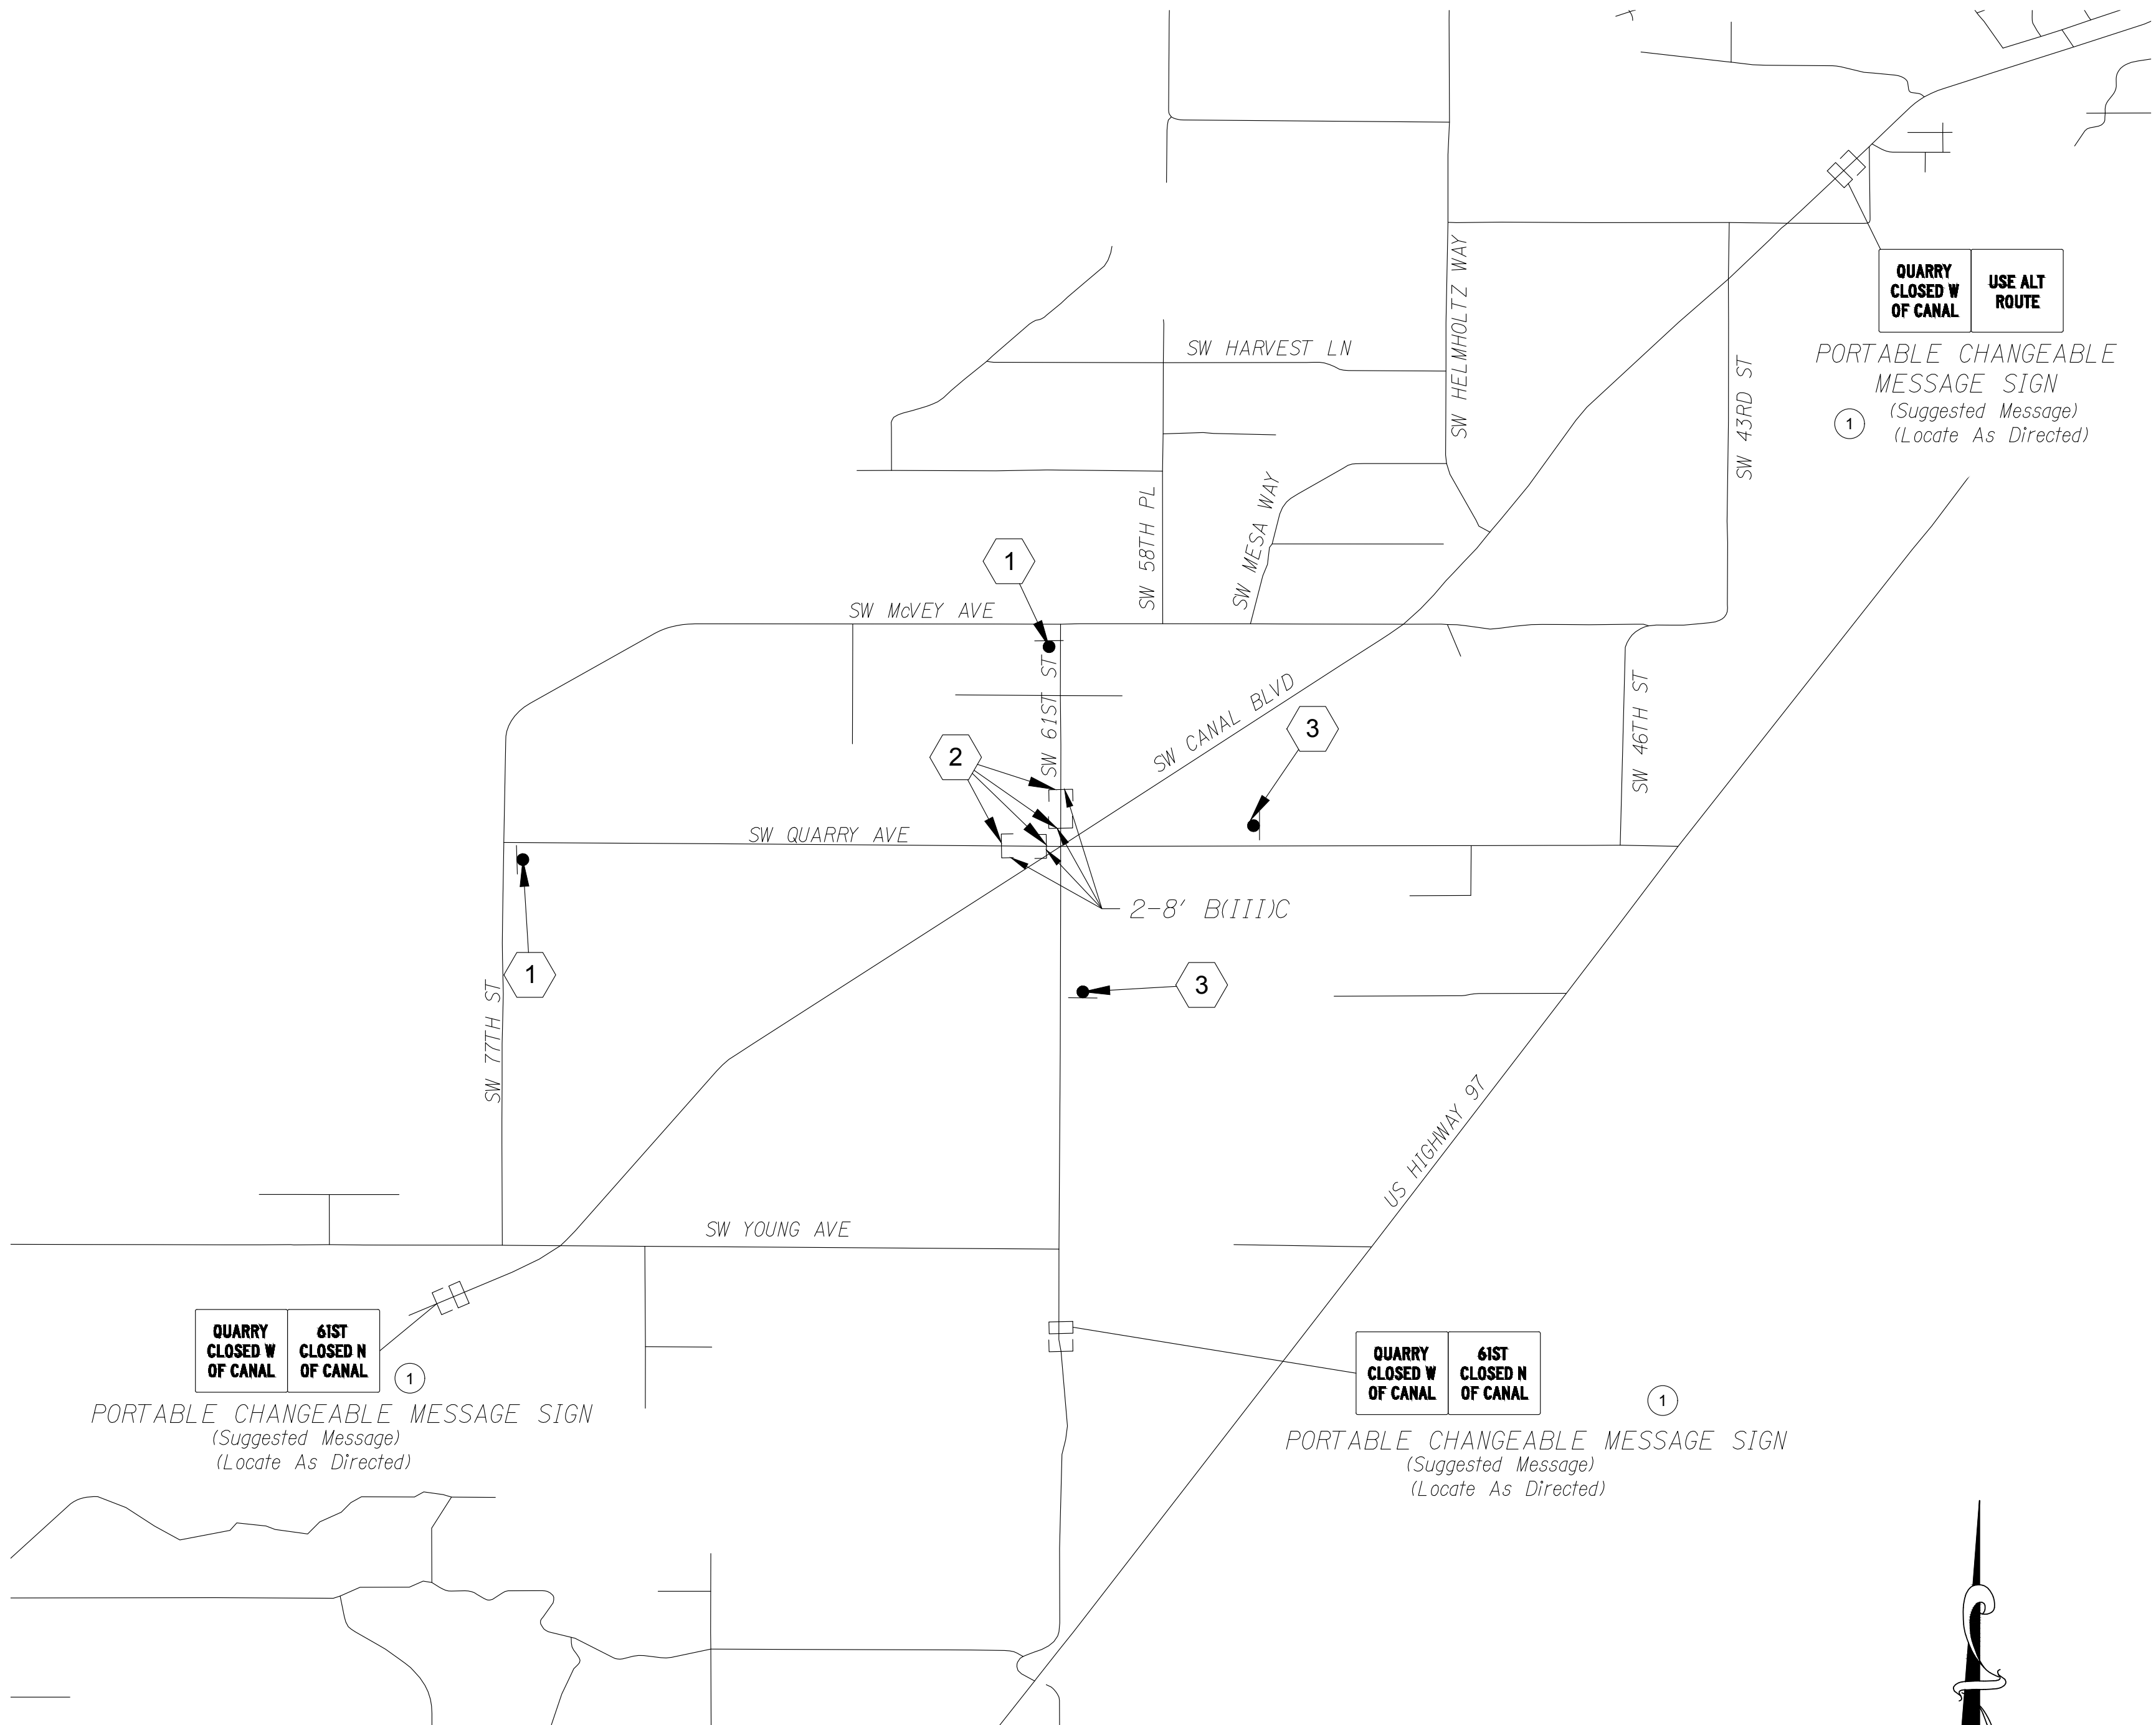 QUARRY
CLOSED W
OF CANAL
USE ALT
ROUTE
PORTABLE CHANGEABLE
MESSAGE SIGN
(Suggested Message)
1
(Locate As Directed)
SW HELMHOLTZ WAY
SW HARVEST LN
SW 43RD ST
SW 58TH PL
SW MESA WAY
1
SW McVEY AVE
SW 61ST ST
SW CANAL BLVD
3
SW 46TH ST
2
SW QUARRY AVE
2-8' B(III)C
1
3
SW 77TH ST
US HIGHWAY 97
SW YOUNG AVE
QUARRY
CLOSED W
OF CANAL
61ST
CLOSED N
OF CANAL
1
PORTABLE CHANGEABLE MESSAGE SIGN
(Suggested Message)
(Locate As Directed)
QUARRY
CLOSED W
OF CANAL
61ST
CLOSED N
OF CANAL
1
PORTABLE CHANGEABLE MESSAGE SIGN
(Suggested Message)
(Locate As Directed)